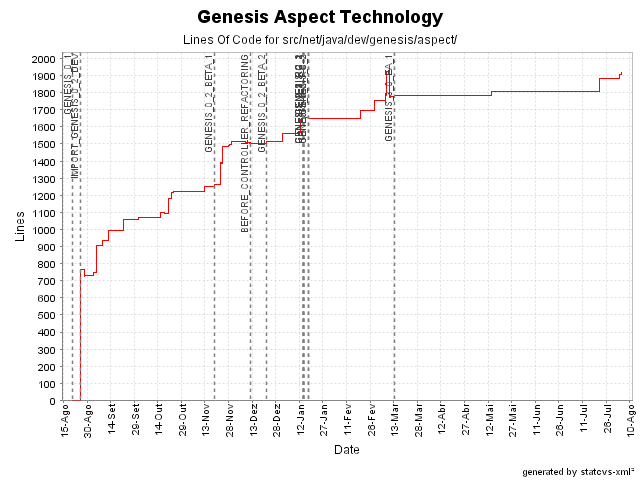 Genesis Aspect Technology
Lines Of Code for src/net/java/dev/genesis/aspect/
Lines
2000
1900
1800
1700
1600
1500
1400
1300
1200
1100
1000
900
800
700
600
500
400
300
200
100
0
GENESIS_0_1
IMPORT_GENESIS_0_2_DEV
GENESIS_0_2_BETA_1
BEFORE_CONTROLLER_REFACTORING
GENESIS_0_2_BETA_2
15-Ago
30-Ago
14-Set
29-Set
14-Out
29-Out
13-Nov
28-Nov
13-Dez
28-Dez
12-Jan
27-Jan
11-Fev
26-Fev
13-Mar
28-Mar
12-Abr
27-Abr
12-Mai
27-Mai
11-Jun
26-Jun
11-Jul
26-Jul
10-Ago
Date
generated by statcvs-xml²